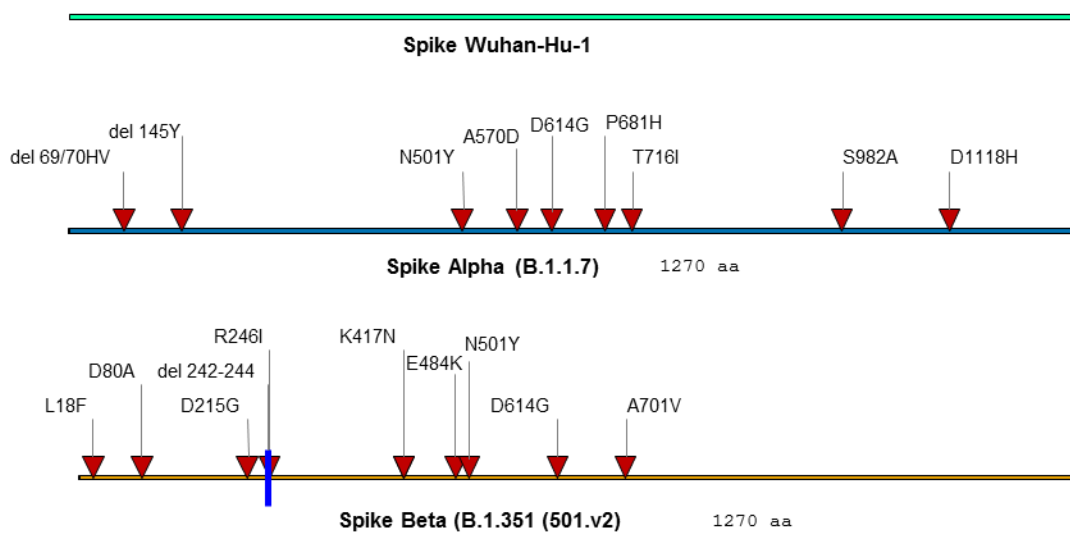 Spike Wuhan-Hu-1
del 69/70HV
del 145Y
N501Y
A570D
D614G
P681H
T716I
S982A
D1118H
Spike Alpha (B.1.1.7)
1270 aa
L18F
D80A
D215G
del 242-244
R246I
K417N
E484K
N501Y
D614G
A701V
Spike Beta (B.1.351 (501.v2)
1270 aa